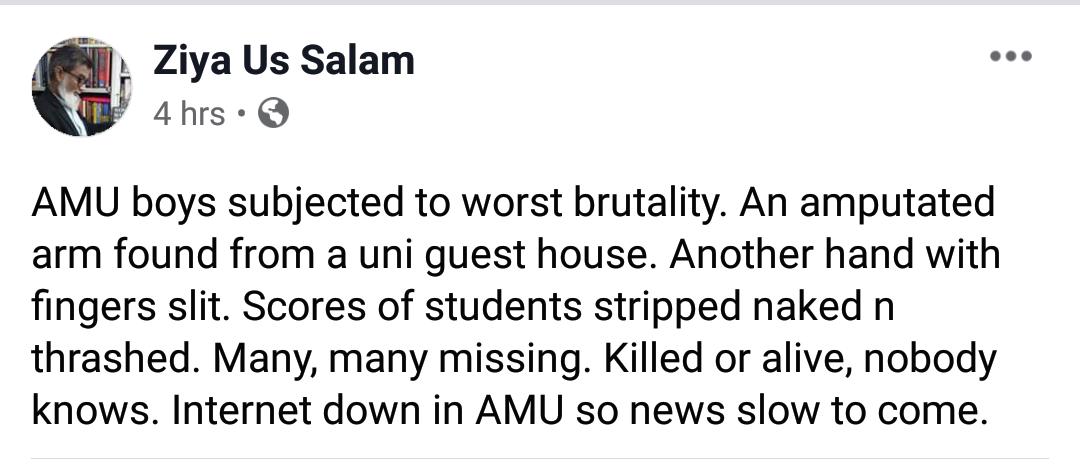 Ziya Us Salam
4 hrs •
AMU boys subjected to worst brutality. An amputated
arm found from a uni guest house. Another hand with
fingers slit. Scores of students stripped naked n
thrashed. Many, many missing. Killed or alive, nobody
knows. Internet down in AMU so news slow to come.